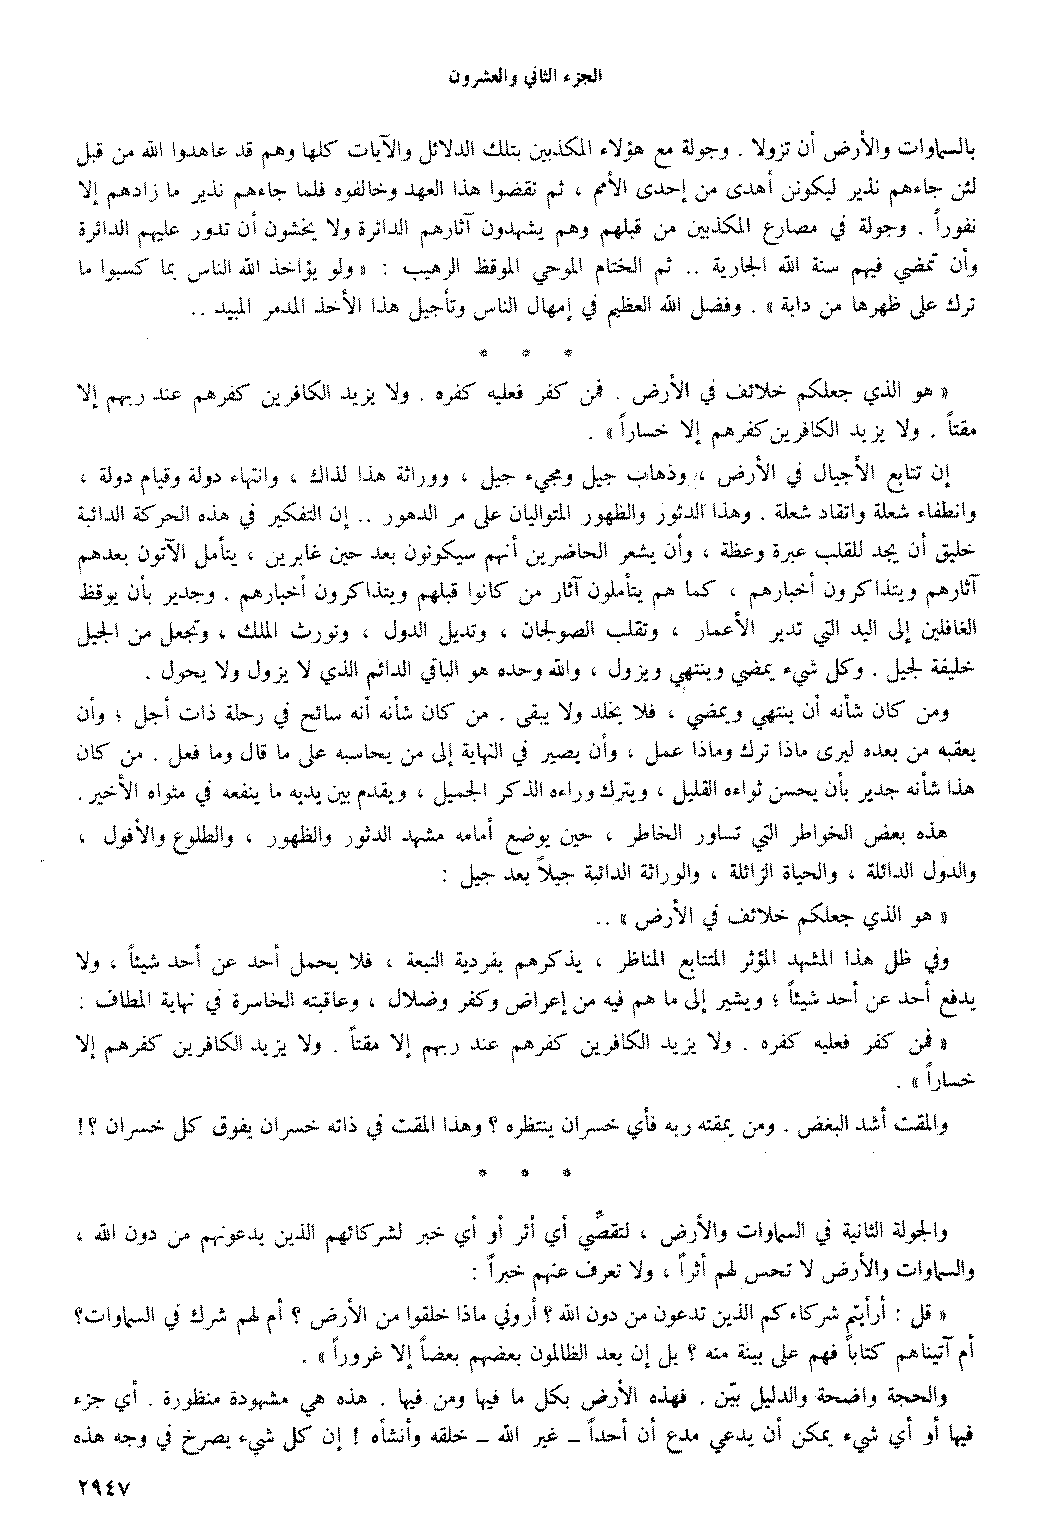 الجزء الثاني والعشرون
بالسماوات والأرض أن تزولا . وجولة مع هؤلاء المكذبين بتلك الدلائل والآيات كلها وهم قد عاهدوا الله من قبل
لئن جاءهم نذير ليكونن أهدى من إحدى الأمم ، ثم نقضوا هذا العهد وخالفوه فلما جاءهم نذير ما زادهم إلا
نفوراً . وجولة في مصارع المكذبين من قبلهم وهم يشهدون آثارهم الدائرة ولا يخشون أن تدور عليهم الدائرة
وأن تمضي فيهم سنة الله الجارية .. ثم الختام الموحي الموقظ الرهيب : « ولو يؤاخذ الله الناس بما كسبوا ما
ترك على ظهرها من دابة » . وفضل الله العظيم في إمهال الناس وتأجيل هذا الأخذ المدمر المبيد ..
* * *
« هو الذي جعلكم خلائف في الأرض . فمن كفر فعليه كفره . ولا يزيد الكافرين كفرهم عند ربهم إلا
مقتاً . ولا يزيد الكافرين كفرهم إلا خساراً » .
إن تتابع الأجيال في الأرض ، وذهاب جيل ومجيء جيل ، ووراثة هذا لذاك ، وانتهاء دولة وقيام دولة ،
وانطفاء شعلة واتقاد شعلة . وهذا الدثور والظهور المتواليان على مر الدهور .. إن التفكير في هذه الحركة الدائبة
خليق أن يجد للقلب عبرة وعظة ، وأن يشعر الحاضرين أنهم سيكونون بعد حين غابرين ، يتأمل الآتون بعدهم
آثارهم ويتذاكرون أخبارهم ، كما هم يتأملون آثار من كانوا قبلهم ويتذاكرون أخبارهم . وجدير بأن يوقظ
الغافلين إلى اليد التي تدير الأعمار ، وتقلب الصولجان ، وتديل الدول ، وتورث الملك ، وتجعل من الجيل
خليفة لجيل . وكل شيء يمضي وينتهي ويزول ، والله وحده هو الباقي الدائم الذي لا يزول ولا يحول .
ومن كان شأنه أن ينتهي ويمضي ، فلا يخلد ولا يبقى . من كان شأنه أنه سائح في رحلة ذات أجل ؛ وأن
يعقبه من بعده ليرى ماذا ترك وماذا عمل ، وأن يصير في النهاية إلى من يحاسبه على ما قال وما فعل . من كان
هذا شأنه جدير بأن يحسن ثواءه القليل ، ويترك وراءه الذكر الجميل ، ويقدم بين يديه ما ينفعه في مثواه الأخير .
هذه بعض الخواطر التي تساور الخاطر ، حين يوضع أمامه مشهد الدثور والظهور ، والطلوع والأفول ،
والدول الدائلة ، والحياة الزائلة ، والوراثة الدائبة جيلاً بعد جيل :
« هو الذي جعلكم خلائف في الأرض » ..
وفي ظل هذا المشهد المؤثر المتتابع المناظر ، يذكرهم بفردية التبعة ، فلا يحمل أحد عن أحد شيئاً ، ولا
يدفع أحد عن أحد شيئاً ؛ ويشير إلى ما هم فيه من إعراض وكفر وضلال ، وعاقبته الخاسرة في نهاية المطاف :
« فمن كفر فعليه كفره . ولا يزيد الكافرين كفرهم عند ربهم إلا مقتاً . ولا يزيد الكافرين كفرهم إلا
خساراً » .
والمقت أشد البغض . ومن يمقته ربه فأي خسران ينتظره ؟ وهذا المقت في ذاته خسران يفوق كل خسران ؟!
* * *
والجولة الثانية في السماوات والأرض ، لتقصِّي أي أثر أو أي خبر لشركائهم الذين يدعونهم من دون الله ،
والسماوات والأرض لا تحس لهم أثراً ، ولا تعرف عنهم خبراً :
« قل : أرأيتم شركاءكم الذين تدعون من دون الله ؟ أروني ماذا خلقوا من الأرض ؟ أم لهم شرك في السماوات؟
أم آتيناهم كتاباً فهم على بينة منه ؟ بل إن يعد الظالمون بعضهم بعضاً إلا غروراً » .
والحجة واضحة والدليل بيّن . فهذه الأرض بكل ما فيها ومن فيها . هذه هي مشهودة منظورة . أي جزء
فيها أو أي شيء يمكن أن يدعي مدع أن أحداً ــ غير الله ــ خلقه وأنشأه ! إن كل شيء يصرخ في وجه هذه
٢٩٤٧